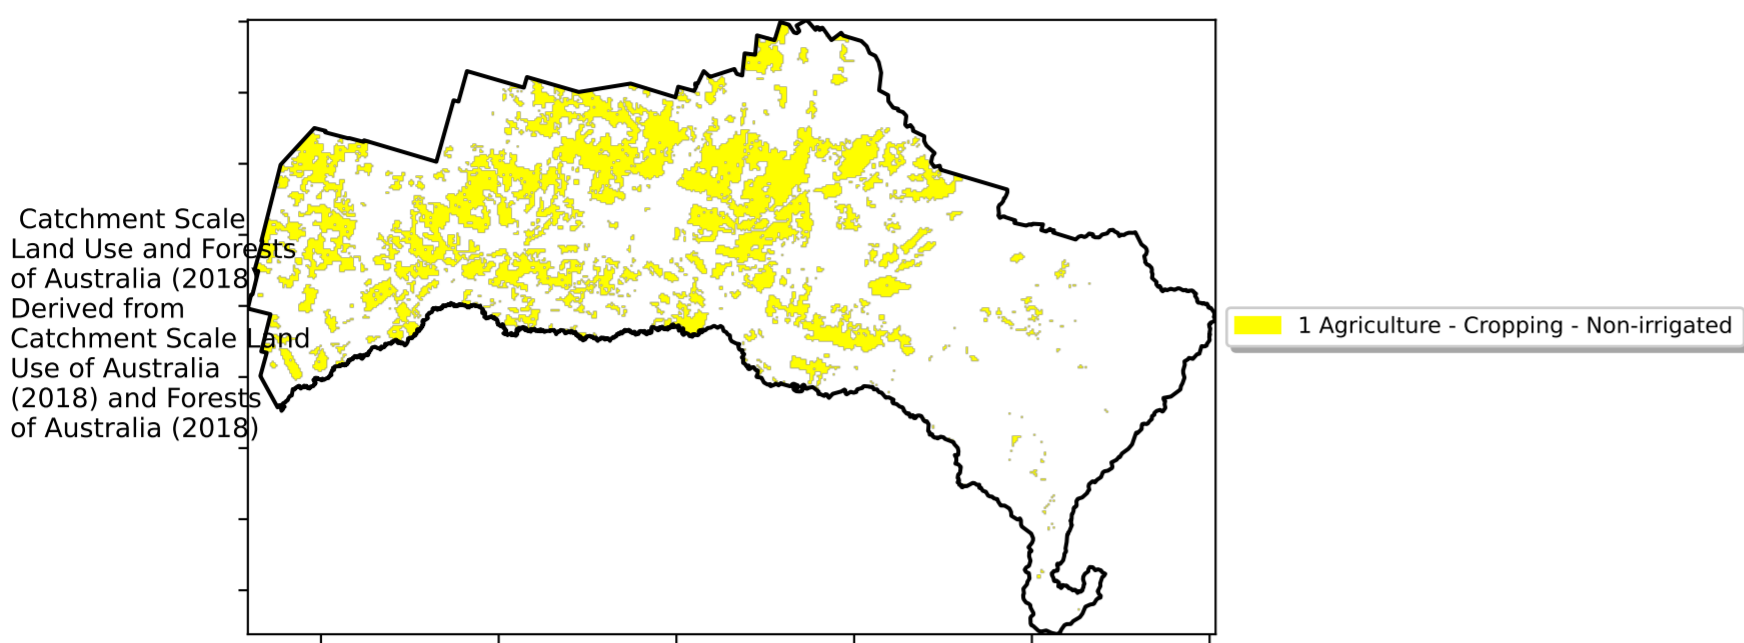 Catchment Scale
Land Use and Forests
of Australia (2018)
Derived from
Catchment Scale Land
Use of Australia
(2018) and Forests
of Australia (2018)
1 Agriculture - Cropping - Non-irrigated